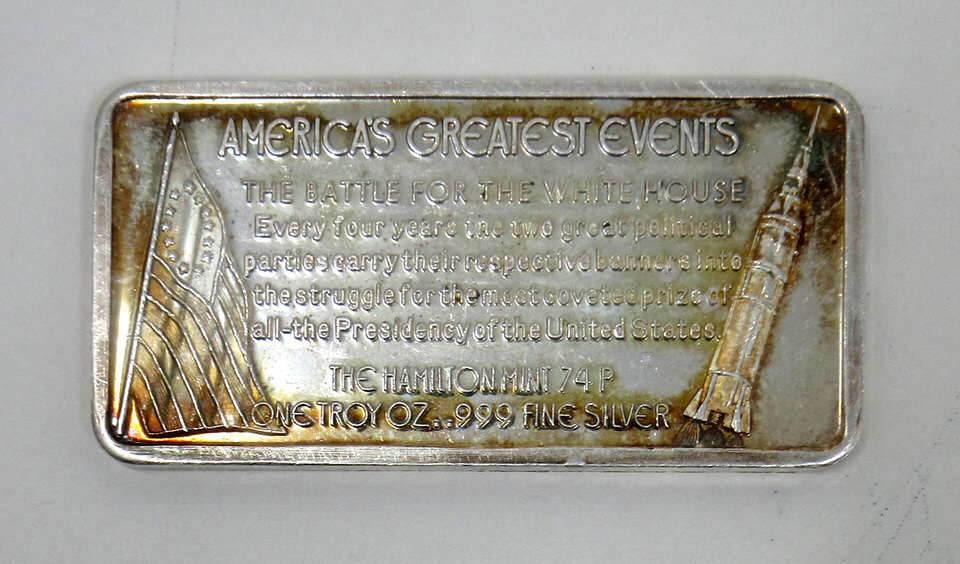 AMERICA'S GREATEST EVENTS
THE BATTLE FOR THE WHITE HOUSE
Every four years the two great political
parties carry their respective banners into
the struggle for the most coveted prize of
all-the Presidency of the United States.
THE HAMILTON MINT 74 P
ONE TROY OZ. .999 FINE SILVER